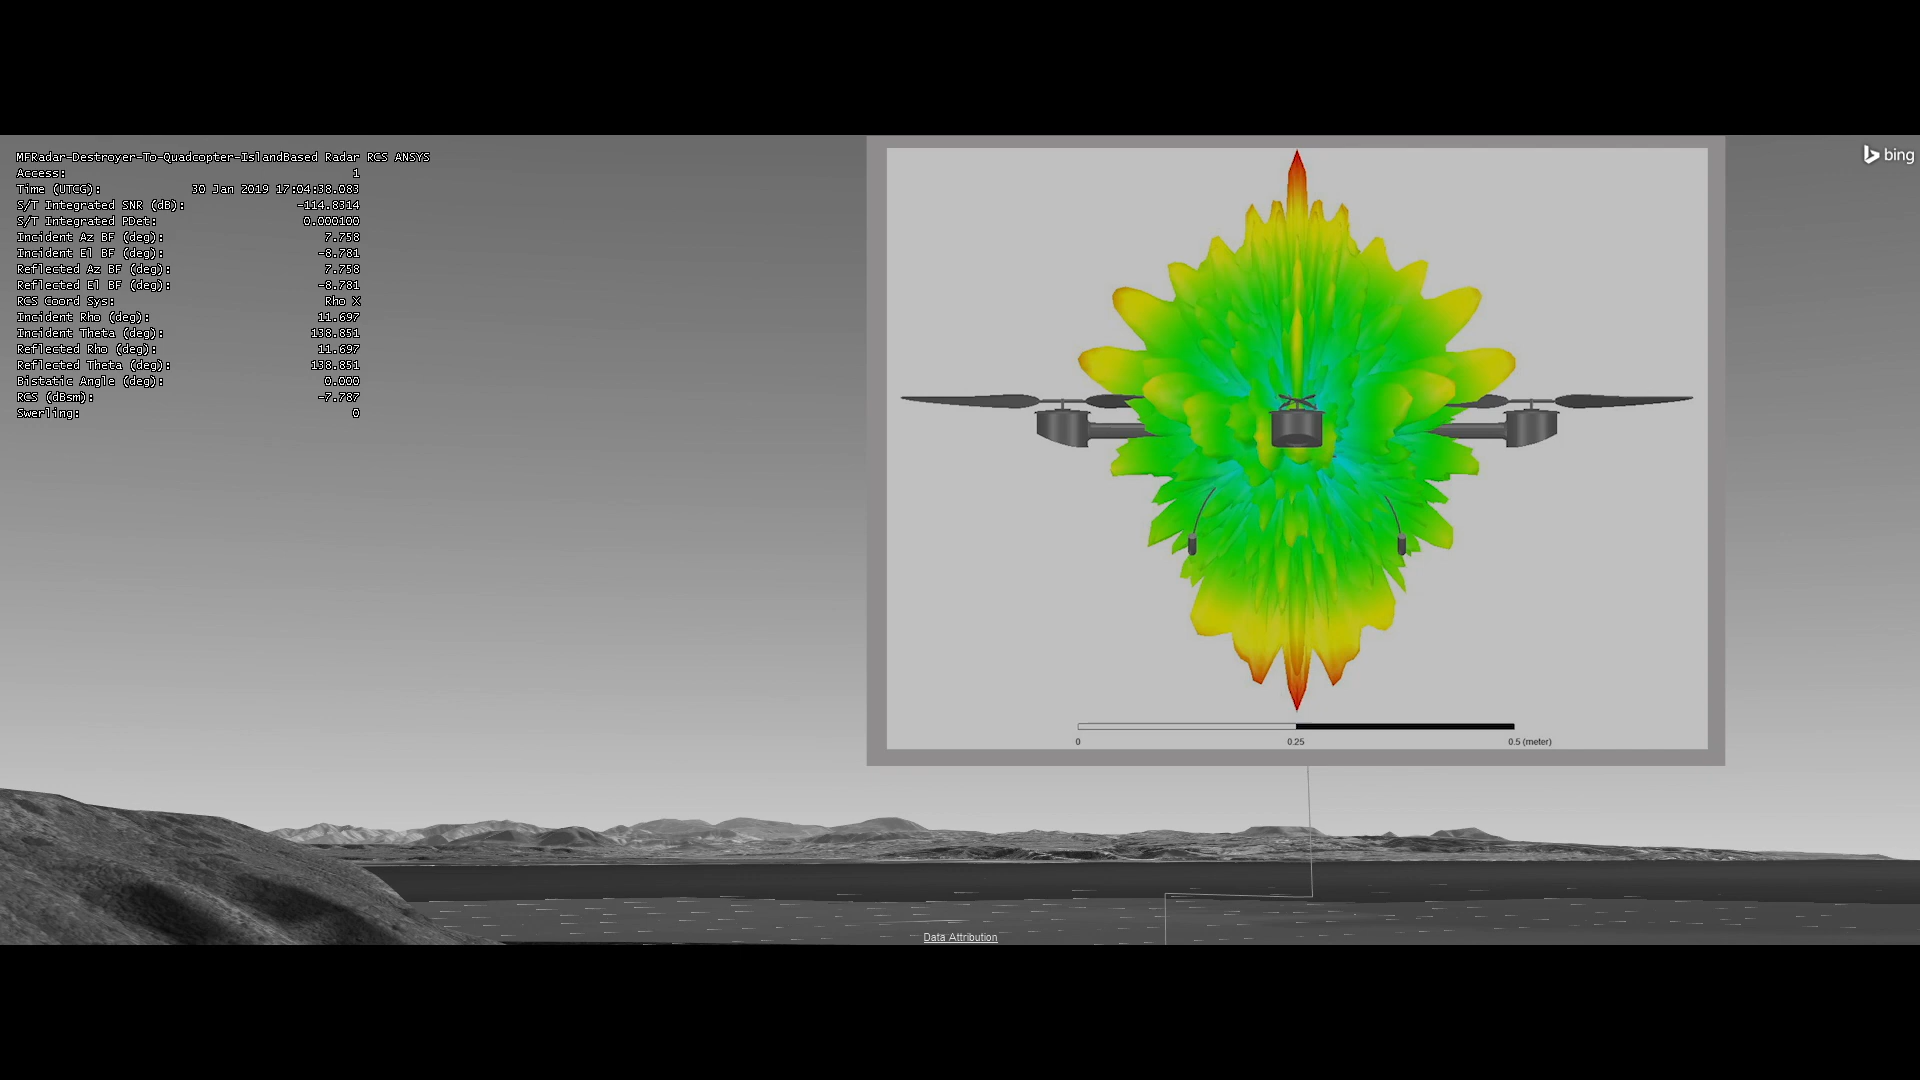 MFRadar-Destroyer-To-Quadcopter-IslandBased Radar RCS ANSYS
Access: 1
Time (UTCG): 30 Jan 2019 17:04:38.083
S/T Integrated SNR (dB): -114.8314
S/T Integrated PDet: 0.000100
Incident Az BF (deg): 7.758
Incident El BF (deg): -8.781
Reflected Az BF (deg): 7.758
Reflected El BF (deg): -8.781
RCS Coord Sys: Rho X
Incident Rho (deg): 11.697
Incident Theta (deg): 138.851
Reflected Rho (deg): 11.697
Reflected Theta (deg): 138.851
Bistatic Angle (deg): 0.000
RCS (dBsm): -7.787
Swerling: 0
bing
0 0.25 0.5 (meter)
Data Attribution